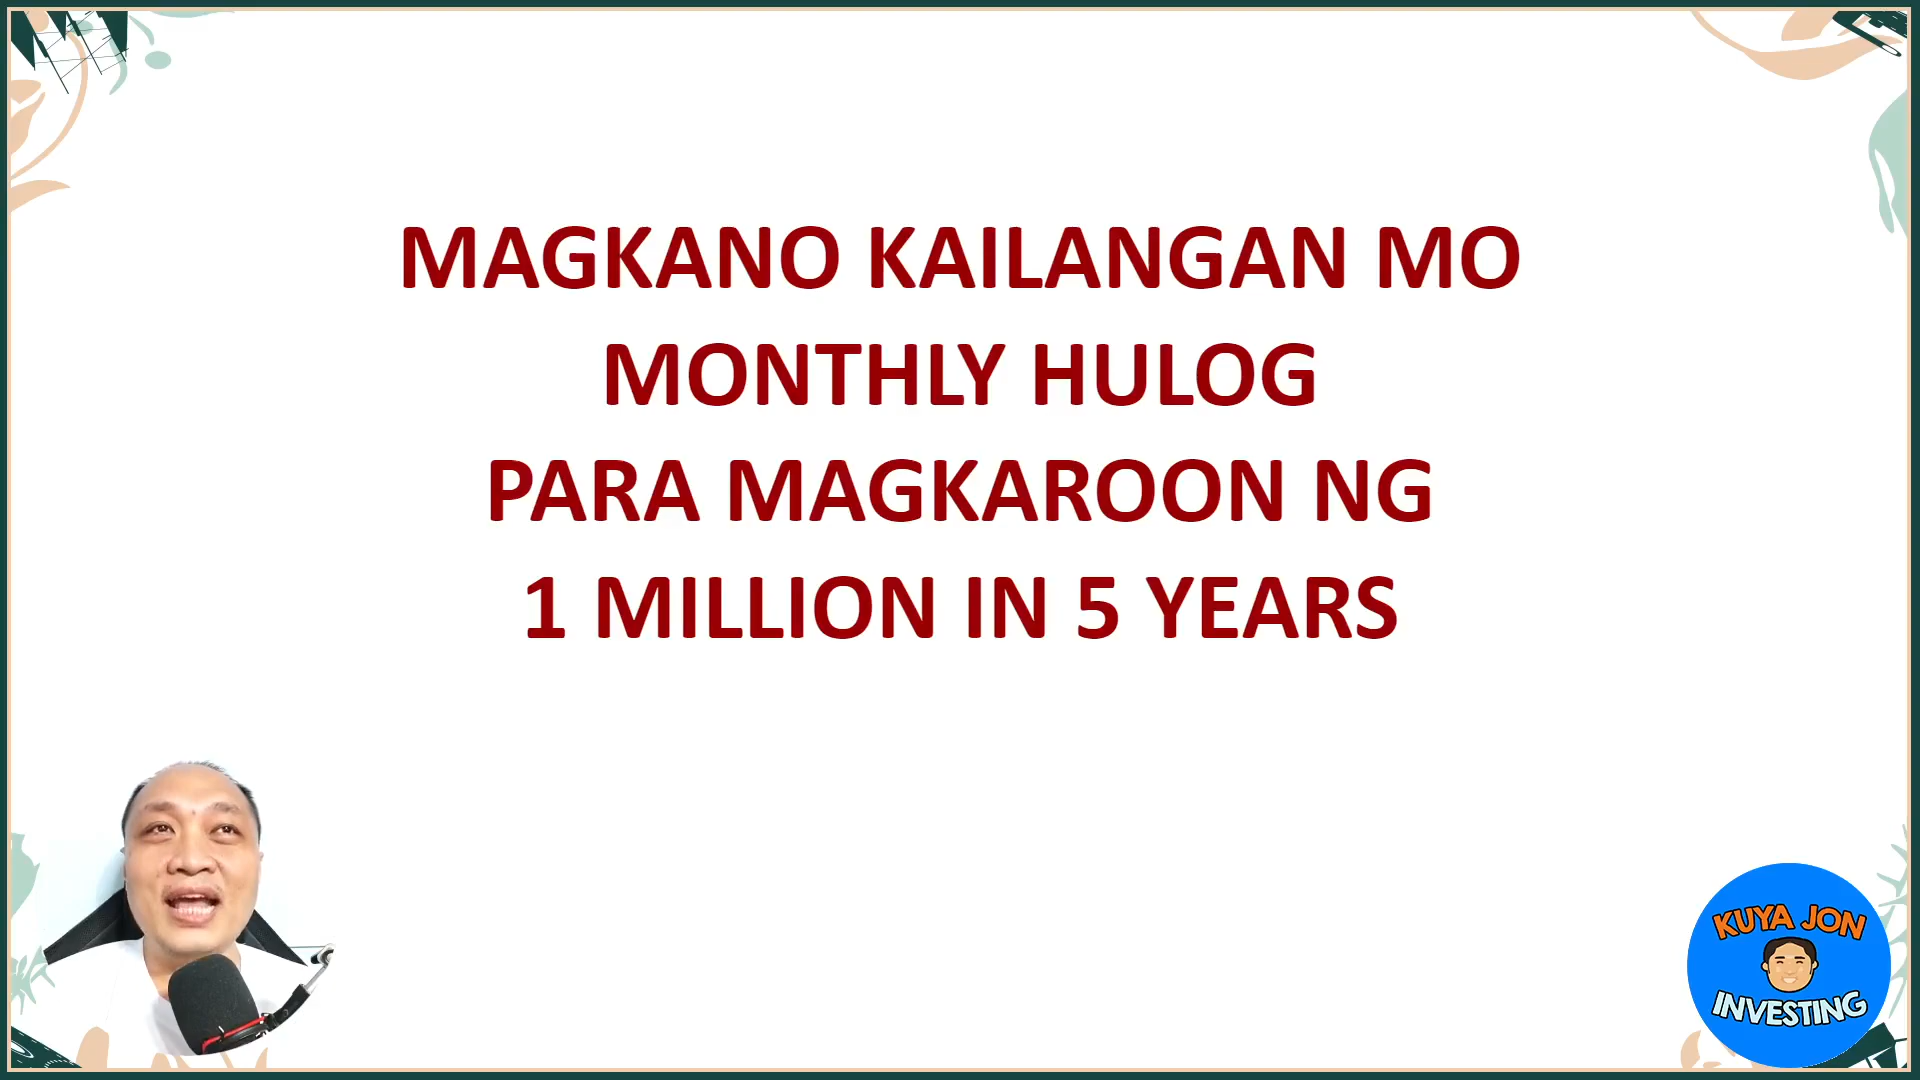 MAGKANO KAILANGAN MO
MONTHLY HULOG
PARA MAGKAROON NG
1 MILLION IN 5 YEARS
KUYA JON
INVESTING